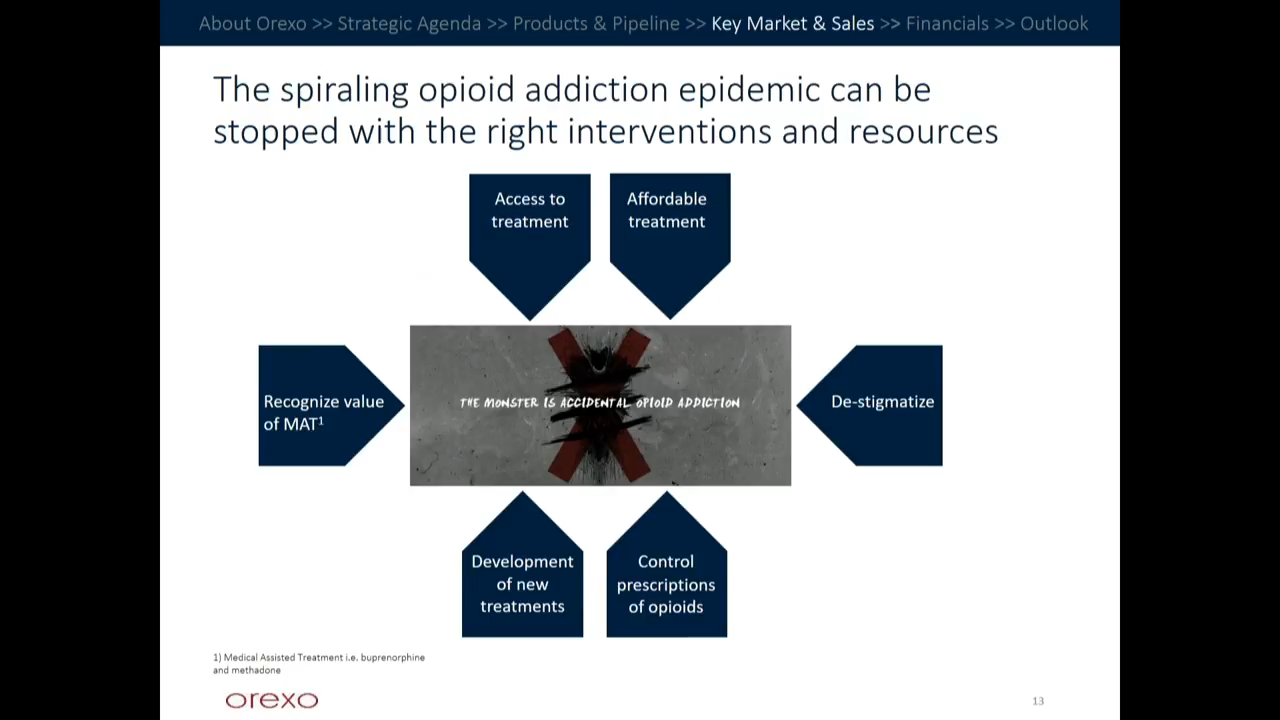 About Orexo >> Strategic Agenda >> Products & Pipeline >> Key Market & Sales >> Financials >> Outlook
The spiraling opioid addiction epidemic can be
stopped with the right interventions and resources
Access to
treatment
Affordable
treatment
Recognize value
of MAT¹
THE MONSTER IS ACCIDENTAL OPIOID ADDICTION
De-stigmatize
Development
of new
treatments
Control
prescriptions
of opioids
1) Medical Assisted Treatment i.e. buprenorphine
and methadone
orexo
13